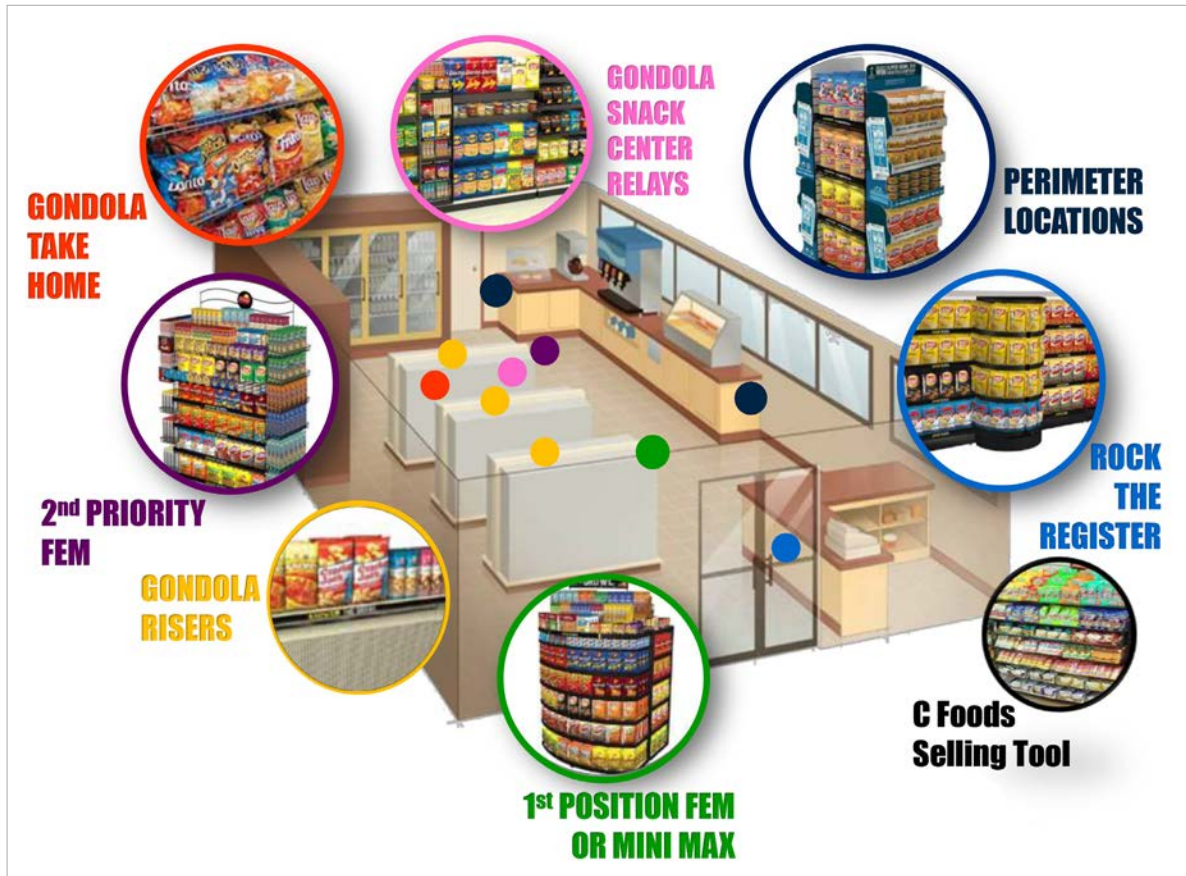 GONDOLA
TAKE
HOME
GONDOLA
SNACK
CENTER
RELAYS
PERIMETER
LOCATIONS
2nd PRIORITY
FEM
GONDOLA
RISERS
ROCK
THE
REGISTER
C Foods
Selling Tool
1st POSITION FEM
OR MINI MAX